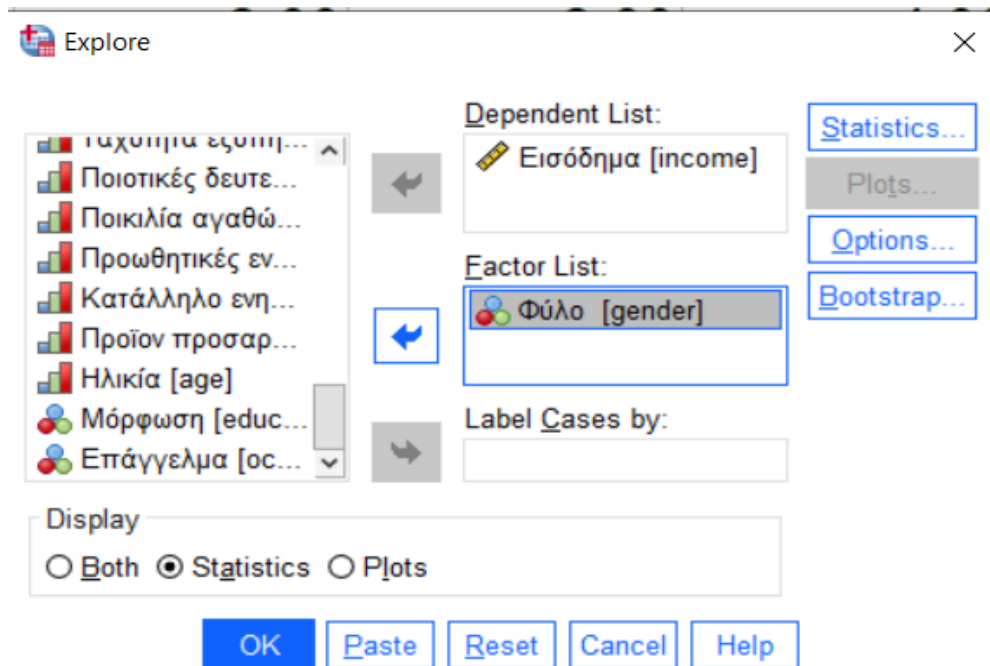 Explore
Dependent List:
Εισόδημα [income]
Statistics...
Plots...
Options...
Bootstrap...
Ποιοτικές δευτε...
Ποικιλία αγαθώ...
Προωθητικές εν...
Κατάλληλο ενη...
Προϊον προσαρ...
Ηλικία [age]
Μόρφωση [educ...
Επάγγελμα [oc...
Factor List:
Φύλο [gender]
Label Cases by:
Display
Both Statistics Plots
OK Paste Reset Cancel Help